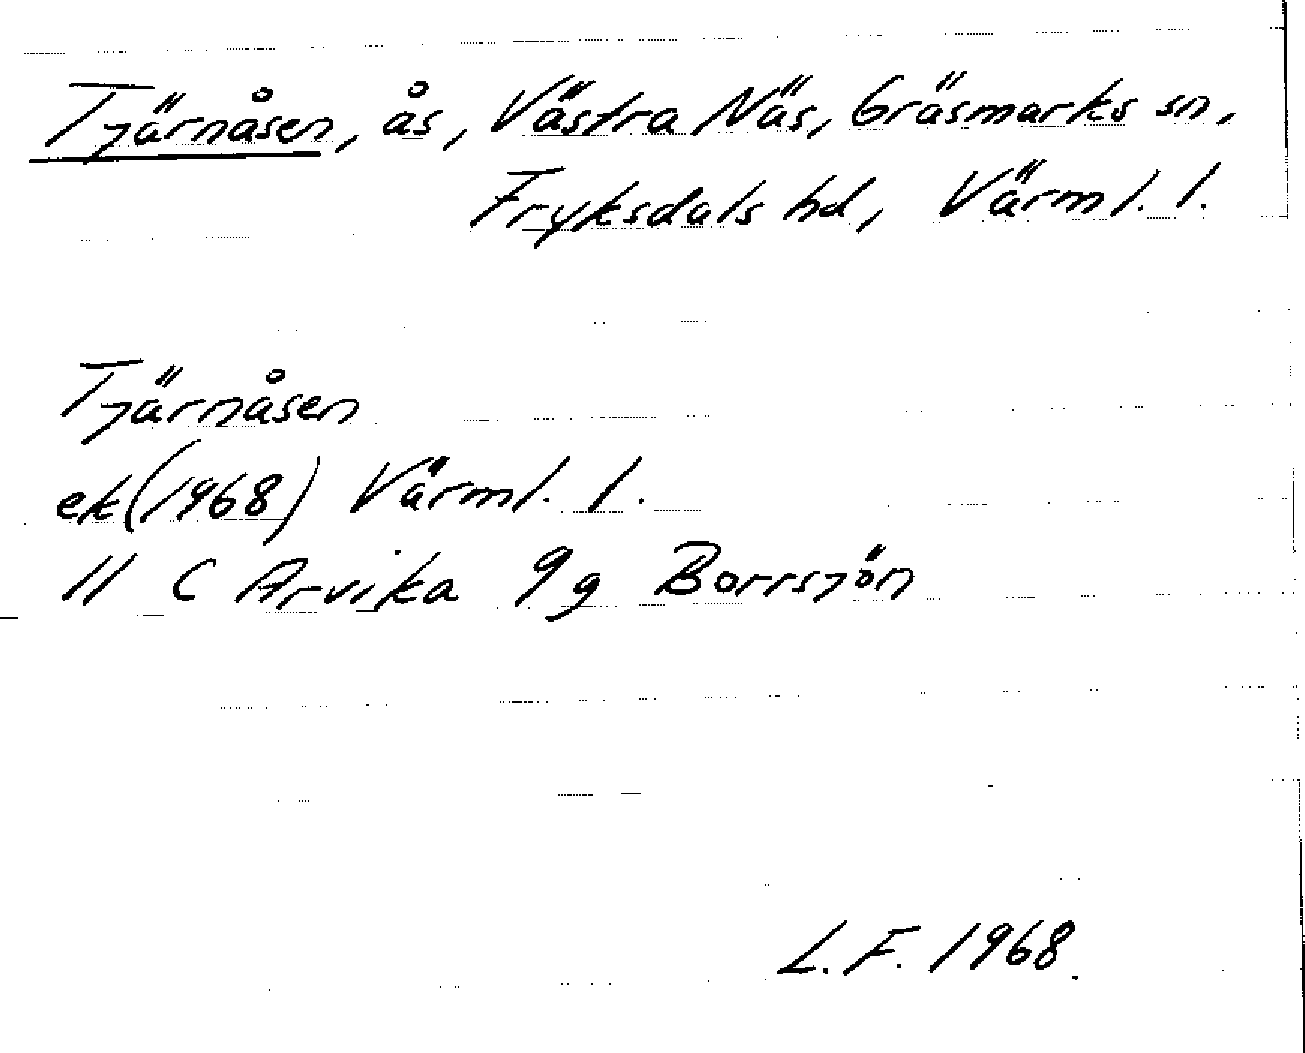 Tjärnåsen, ås, Västra Näs, Gräsmarks sn,
Fryksdals hd, Värml. l.
Tjärnåsen
ek (1968) Värml. l.
11 C Arvika 9g Borrsjön
L.F. 1968.